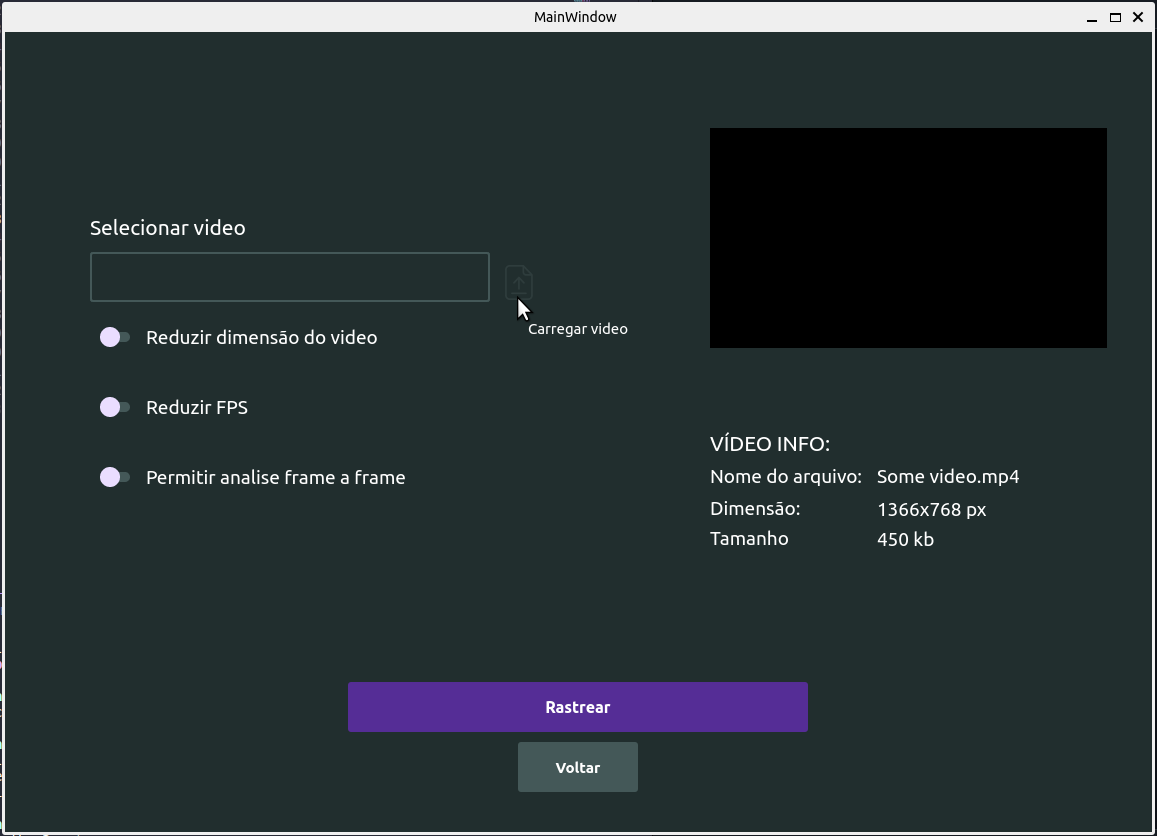 MainWindow
Selecionar video
Carregar video
Reduzir dimensão do video
Reduzir FPS
Permitir analise frame a frame
VÍDEO INFO:
Nome do arquivo: Some video.mp4
Dimensão: 1366x768 px
Tamanho 450 kb
Rastrear
Voltar